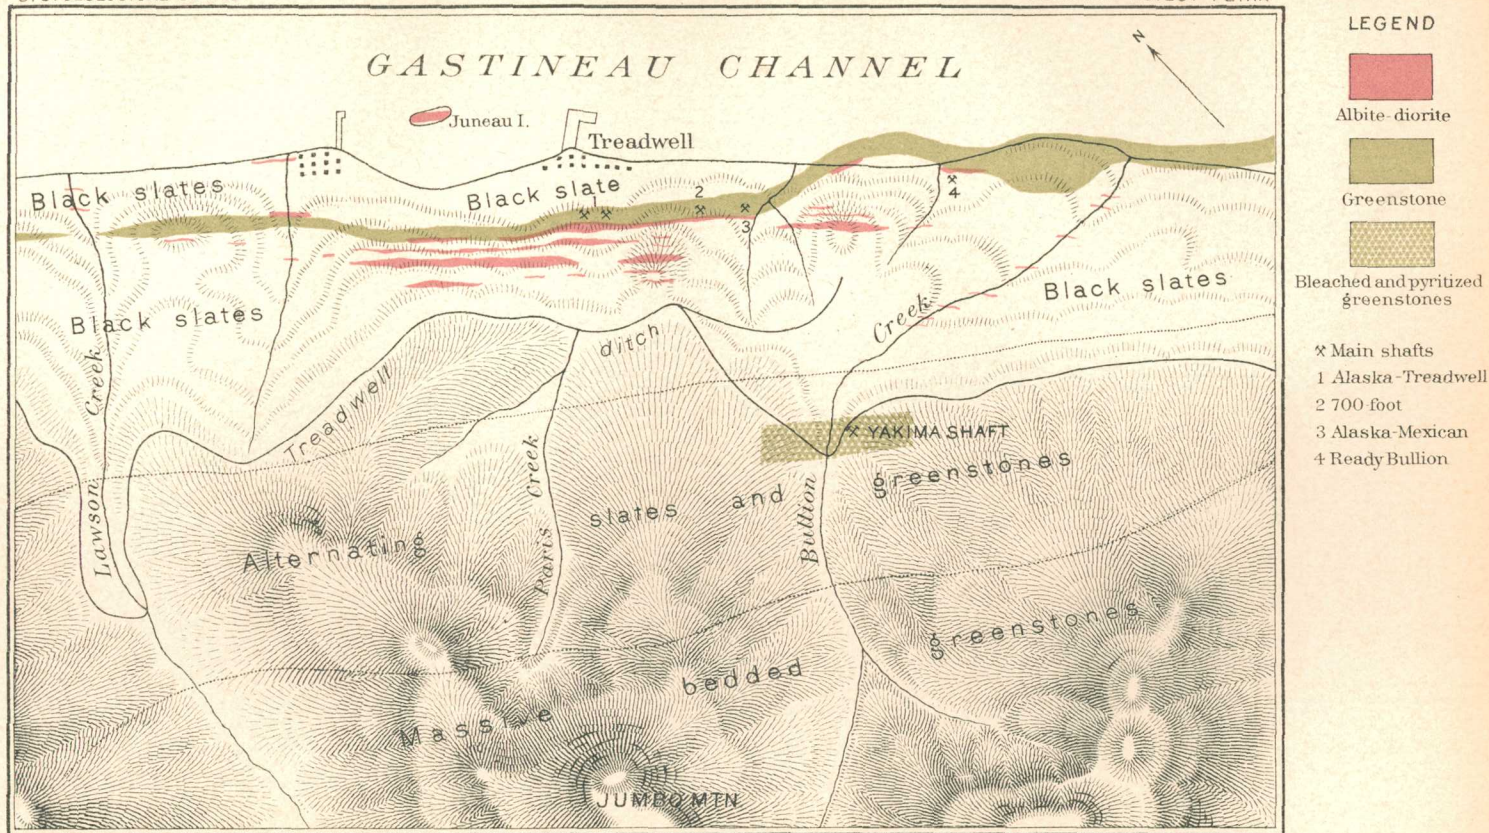 LEGEND
N
GASTINEAU CHANNEL
Albite-diorite
Juneau I.
Treadwell
Greenstone
Black slates
Black slate
1
2
3
4
Bleached and pyritized
greenstones
Black slates
Black slates
Creek
ditch
Treadwell
Creek
Lawson
Main shafts
1 Alaska-Treadwell
2 700 foot
3 Alaska-Mexican
4 Ready Bullion
YAKIMA SHAFT
Alternating slates and greenstones
Paris Creek
Bullion
Massive bedded greenstones
JUMBO MTN